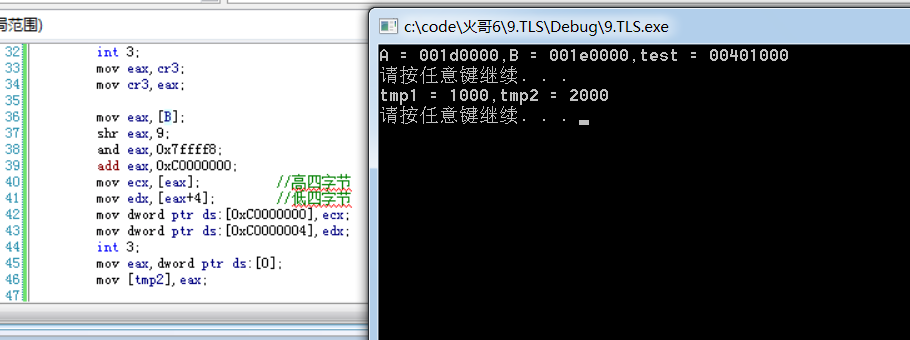 局范围)
32 int 3;
33 mov eax,cr3;
34 mov cr3,eax;
35
36 mov eax,[B];
37 shr eax,9;
38 and eax,0x7ffff8;
39 add eax,0xC0000000;
40 mov ecx,[eax]; //高四字节
41 mov edx,[eax+4]; //低四字节
42 mov dword ptr ds:[0xC0000000],ecx;
43 mov dword ptr ds:[0xC0000004],edx;
44 int 3;
45 mov eax,dword ptr ds:[0];
46 mov [tmp2],eax;
47
c:\code\火哥6\9.TLS\Debug\9.TLS.exe
A = 001d0000,B = 001e0000,test = 00401000
请按任意键继续. . .
tmp1 = 1000,tmp2 = 2000
请按任意键继续. . .